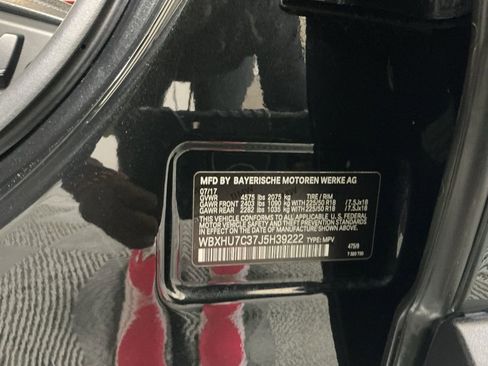 MFD BY BAYERISCHE MOTOREN WERKE AG
07/17
GVWR 4575 lbs 2075 kg TIRE / RIM
GAWR FRONT 2403 lbs 1090 kg WITH 225/50 R18 /7.5Jx18
GAWR REAR 2282 lbs 1035 kg WITH 225/50 R18 /7.5Jx18
THIS VEHICLE CONFORMS TO ALL APPLICABLE U.S. FEDERAL
MOTOR VEHICLE SAFETY, BUMPER, AND THEFT PREVENTION
STANDARDS IN EFFECT ON THE DATE OF MANUFACTURE SHOWN ABOVE.
WBXHU7C37J5H39222 TYPE: MPV
475/9